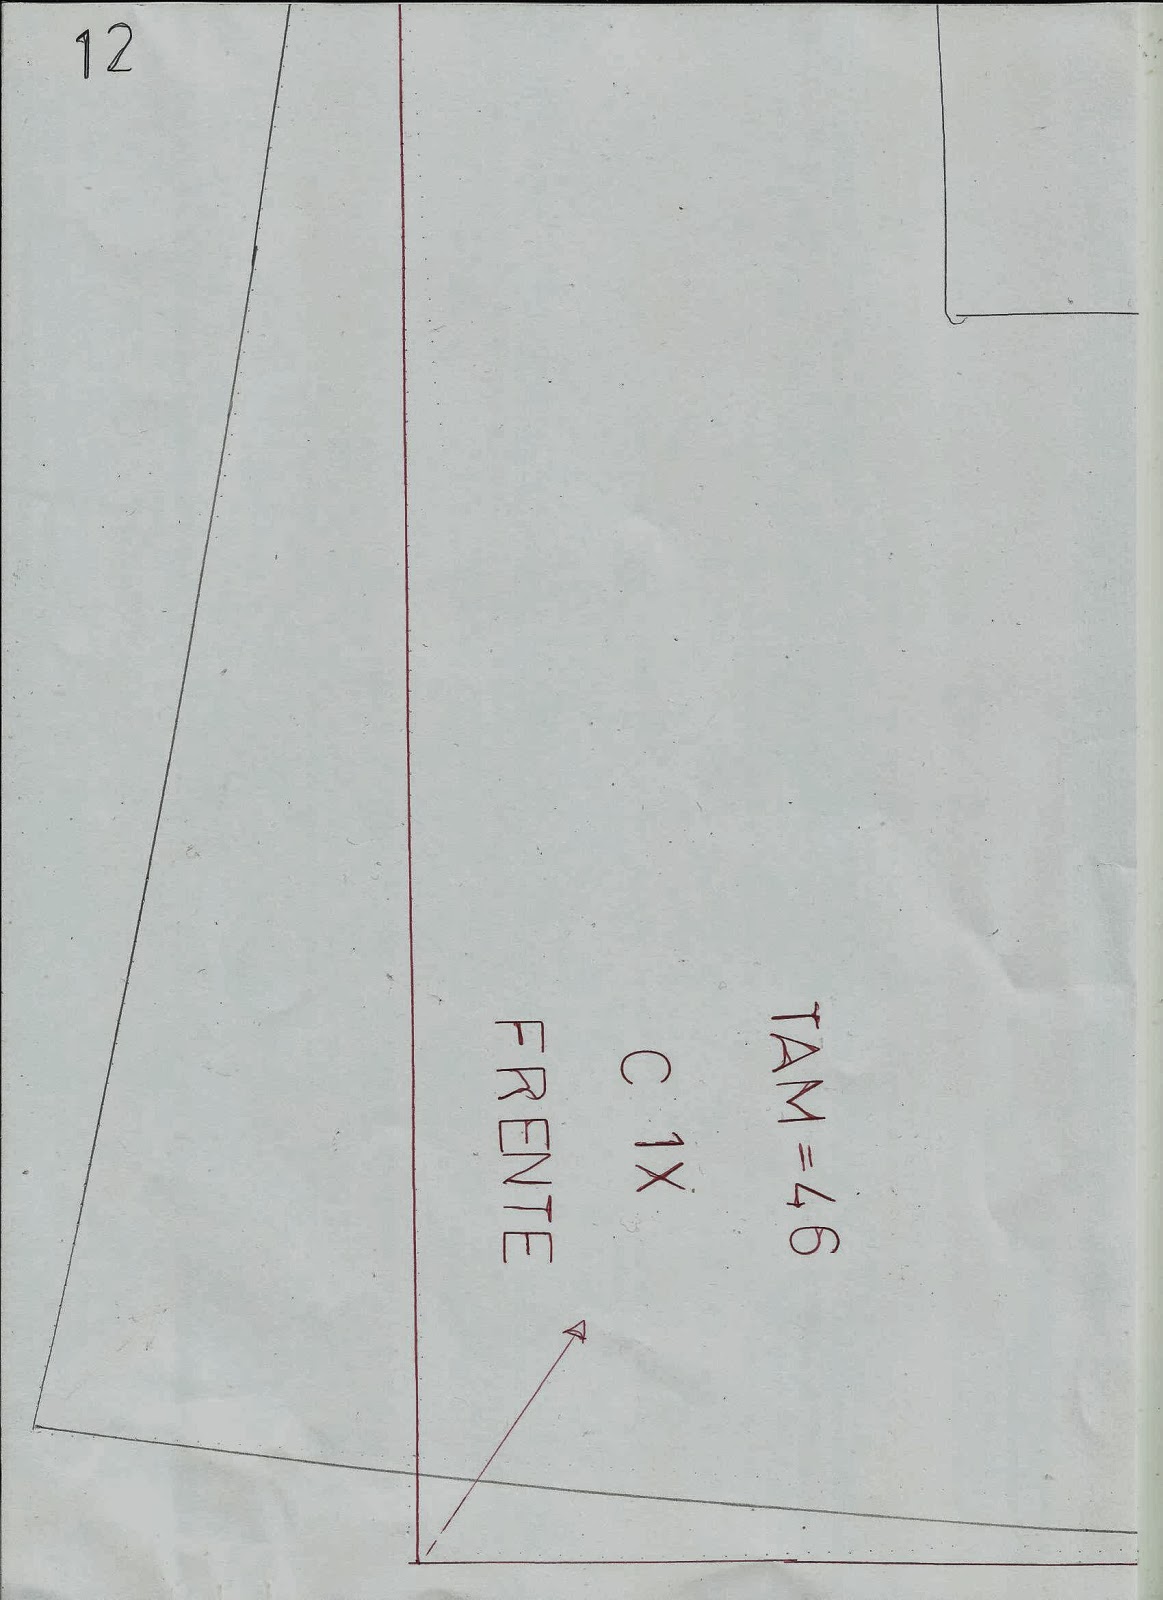 12
TAM = 46
C 1X
FRENTE